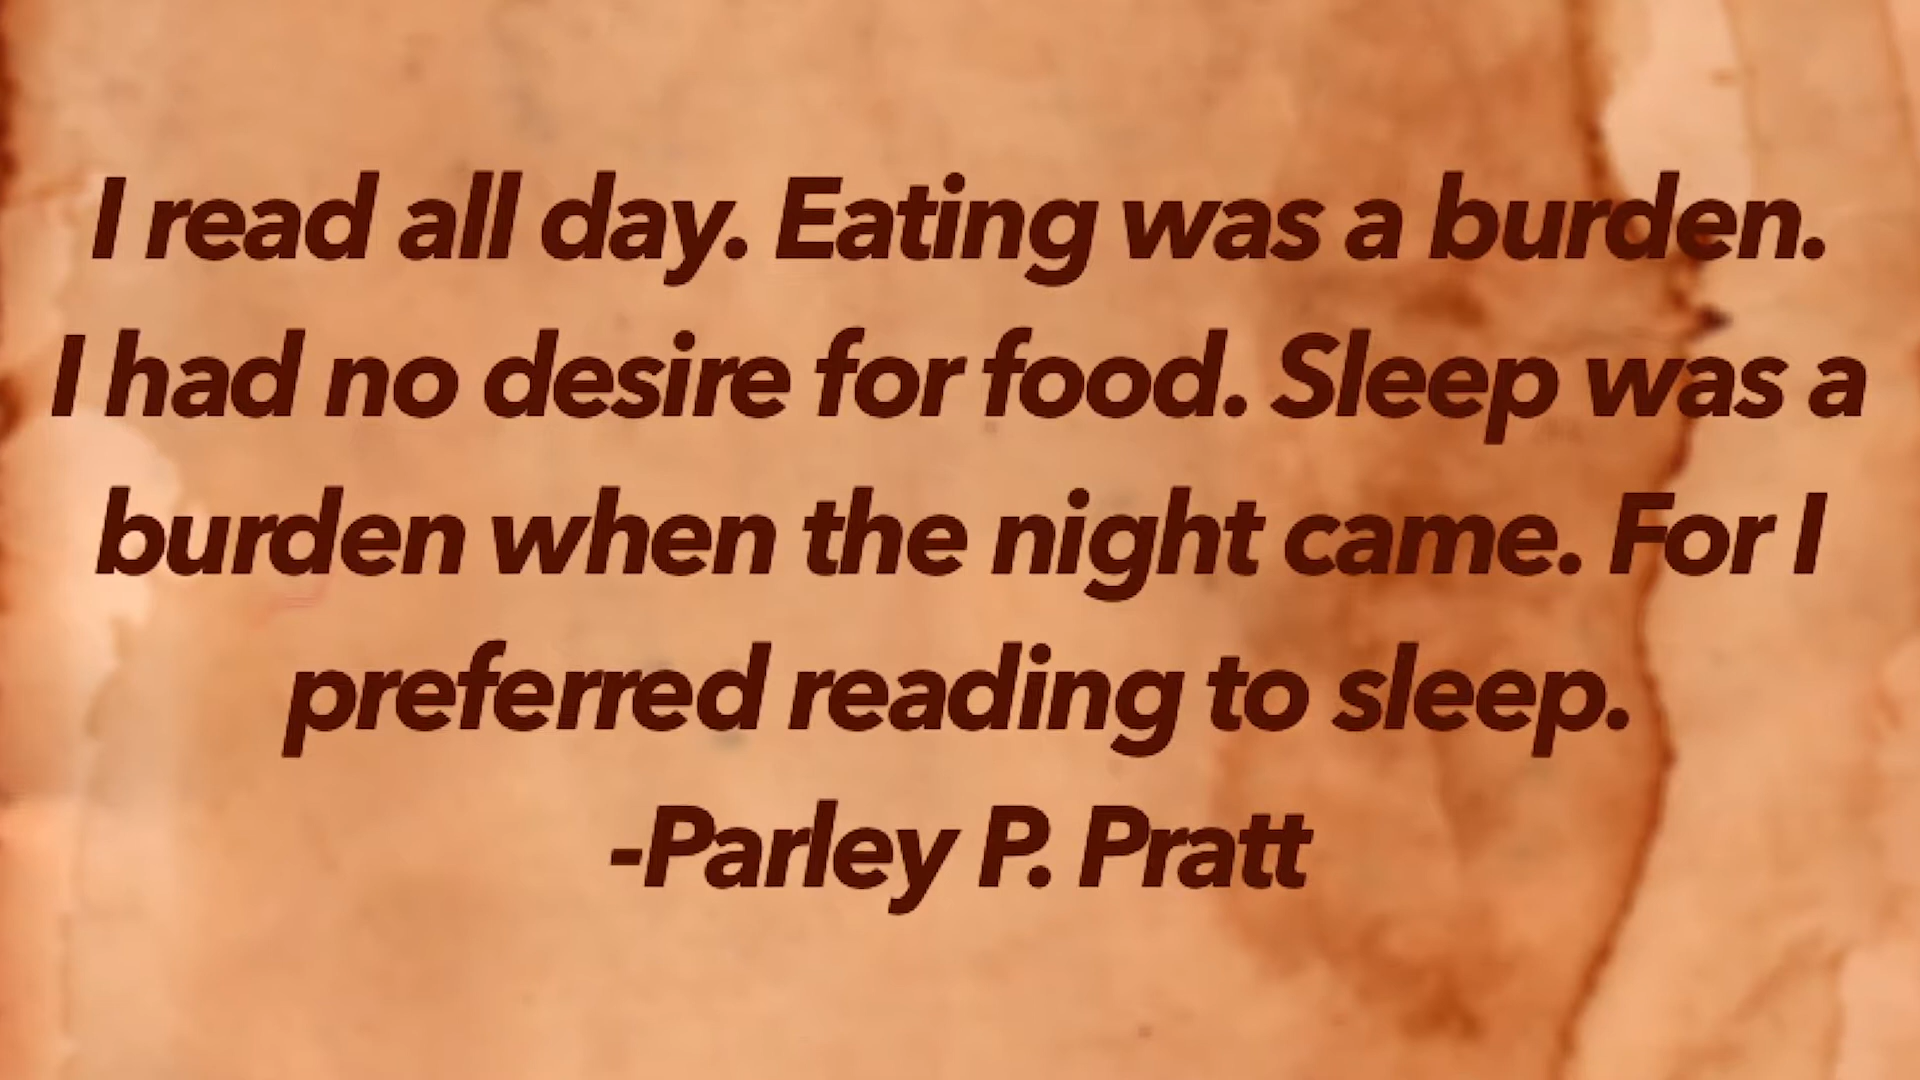 I read all day. Eating was a burden.
I had no desire for food. Sleep was a
burden when the night came. For I
preferred reading to sleep.
-Parley P. Pratt